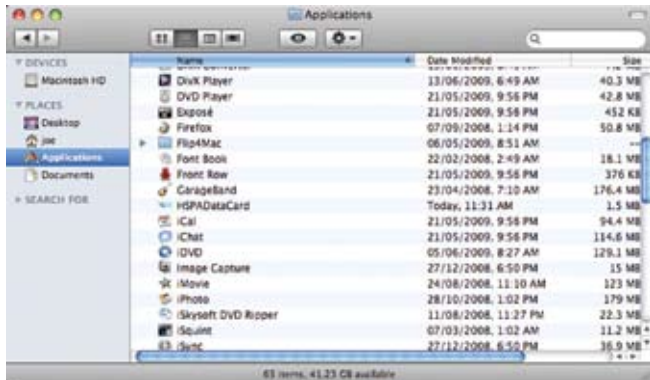 Applications
Name Date Modified Size
DEVICES
Macintosh HD
PLACES
Desktop
joe
Applications
Documents
SEARCH FOR
DivX Player 13/06/2009, 6:49 AM 40.3 MB
DVD Player 21/05/2009, 9:56 PM 42.8 MB
Exposé 21/05/2009, 9:56 PM 452 KB
Firefox 07/09/2008, 1:14 PM 50.8 MB
Flip4Mac 06/05/2009, 8:51 AM --
Font Book 22/02/2008, 2:49 AM 18.1 MB
Front Row 21/05/2009, 9:56 PM 376 KB
GarageBand 23/04/2008, 7:10 AM 176.4 MB
HSPADataCard Today, 11:31 AM 1.5 MB
iCal 21/05/2009, 9:56 PM 94.4 MB
iChat 21/05/2009, 9:56 PM 114.6 MB
iDVD 05/06/2009, 8:27 AM 129.1 MB
Image Capture 27/12/2008, 6:50 PM 15 MB
iMovie 24/08/2008, 11:10 AM 123 MB
iPhoto 28/10/2008, 1:02 PM 179 MB
iSkysoft DVD Ripper 11/08/2008, 11:27 PM 22.3 MB
iSquint 07/03/2009, 1:02 AM 11.2 MB
iSync 27/12/2008, 6:50 PM 36.9 MB
65 items, 41.23 GB available